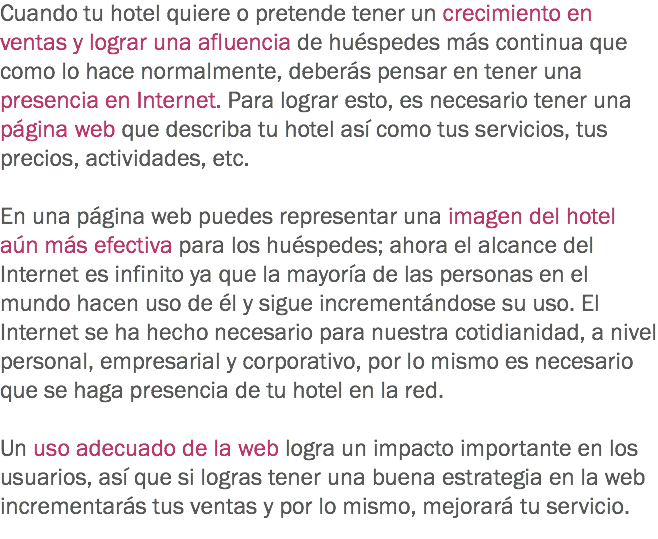 Cuando tu hotel quiere o pretende tener un crecimiento en
ventas y lograr una afluencia de huéspedes más continua que
como lo hace normalmente, deberás pensar en tener una
presencia en Internet. Para lograr esto, es necesario tener una
página web que describa tu hotel así como tus servicios, tus
precios, actividades, etc.

En una página web puedes representar una imagen del hotel
aún más efectiva para los huéspedes; ahora el alcance del
Internet es infinito ya que la mayoría de las personas en el
mundo hacen uso de él y sigue incrementándose su uso. El
Internet se ha hecho necesario para nuestra cotidianidad, a nivel
personal, empresarial y corporativo, por lo mismo es necesario
que se haga presencia de tu hotel en la red.

Un uso adecuado de la web logra un impacto importante en los
usuarios, así que si logras tener una buena estrategia en la web
incrementarás tus ventas y por lo mismo, mejorará tu servicio.